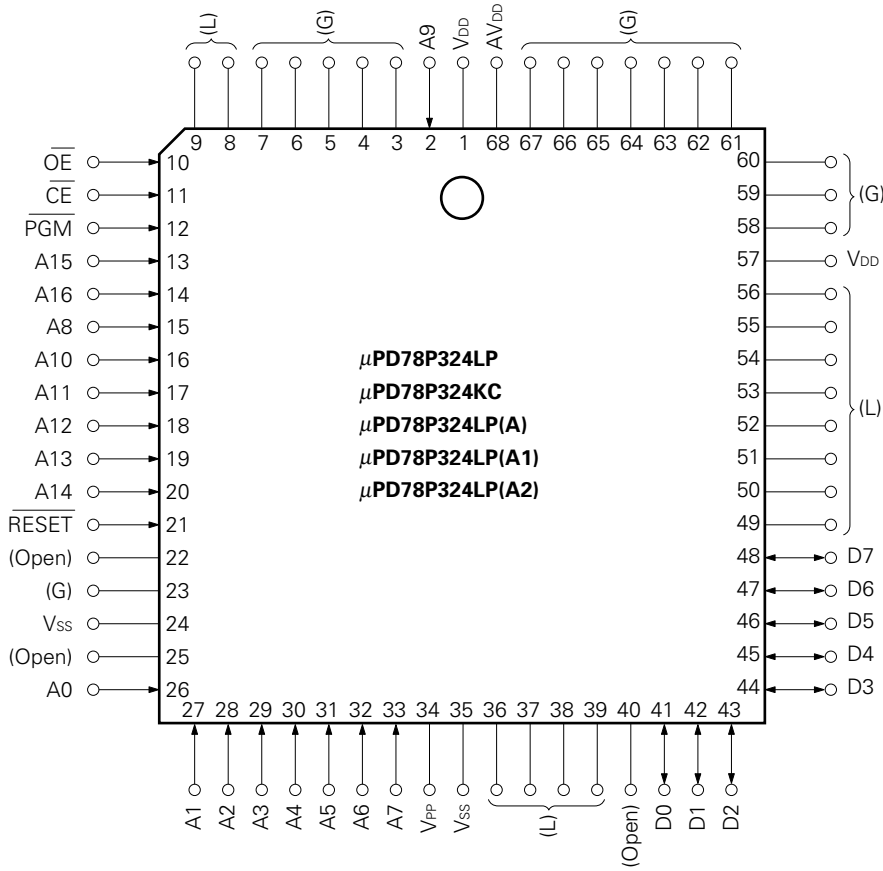 (L) (G) A9 VDD AVDD (G)
9 8 7 6 5 4 3 2 1 68 67 66 65 64 63 62 61
OE 10 60
CE 11 59 (G)
PGM 12 58
A15 13 57 VDD
A16 14 56
A8 15 55
A10 16 μPD78P324LP 54
A11 17 μPD78P324KC 53 (L)
A12 18 μPD78P324LP(A) 52
A13 19 μPD78P324LP(A1) 51
A14 20 μPD78P324LP(A2) 50
RESET 21 49
(Open) 22 48 D7
(G) 23 47 D6
VSS 24 46 D5
(Open) 25 45 D4
A0 26 44 D3
27 28 29 30 31 32 33 34 35 36 37 38 39 40 41 42 43
A1 A2 A3 A4 A5 A6 A7 VPP VSS (L) (Open) D0 D1 D2